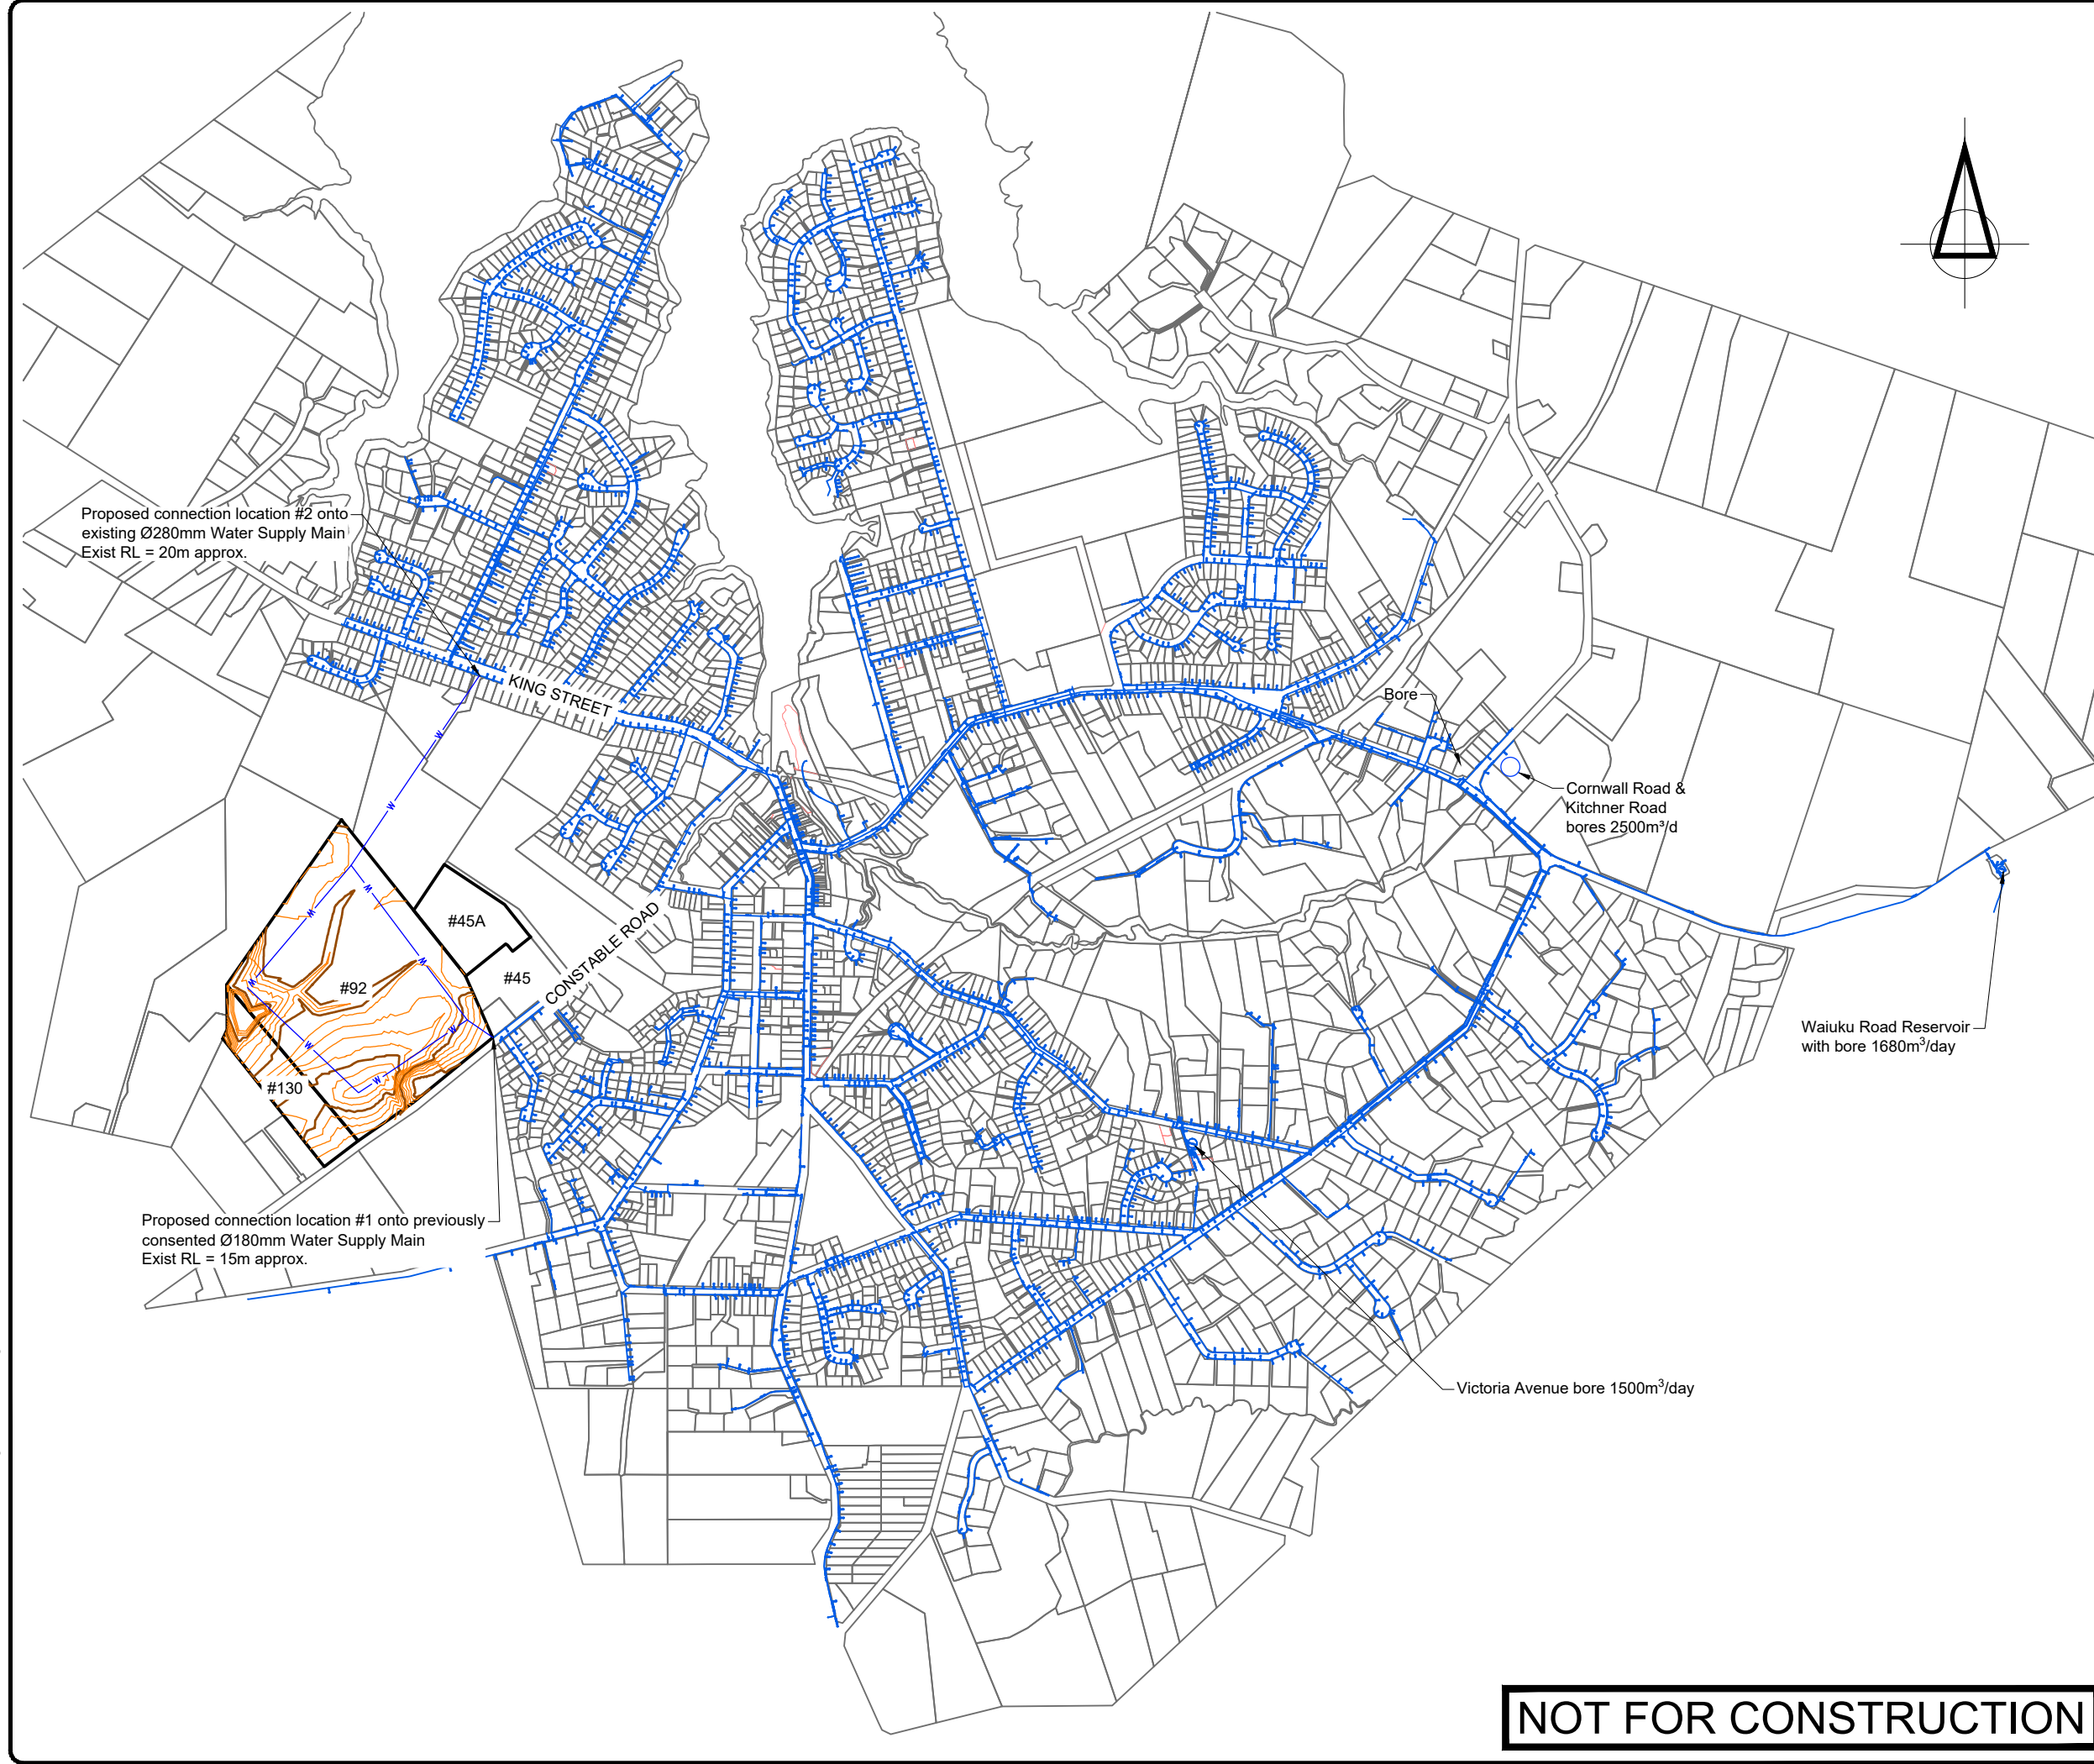 Proposed connection location #2 onto
existing Ø280mm Water Supply Main
Exist RL = 20m approx.
KING STREET
Bore
Cornwall Road &
Kitchner Road
bores 2500m³/d
W
W
W
W
W
W
W
W
W
#45A
#45
CONSTABLE ROAD
#92
#130
Waiuku Road Reservoir
with bore 1680m³/day
Proposed connection location #1 onto previously
consented Ø180mm Water Supply Main
Exist RL = 15m approx.
Victoria Avenue bore 1500m³/day
NOT FOR CONSTRUCTION